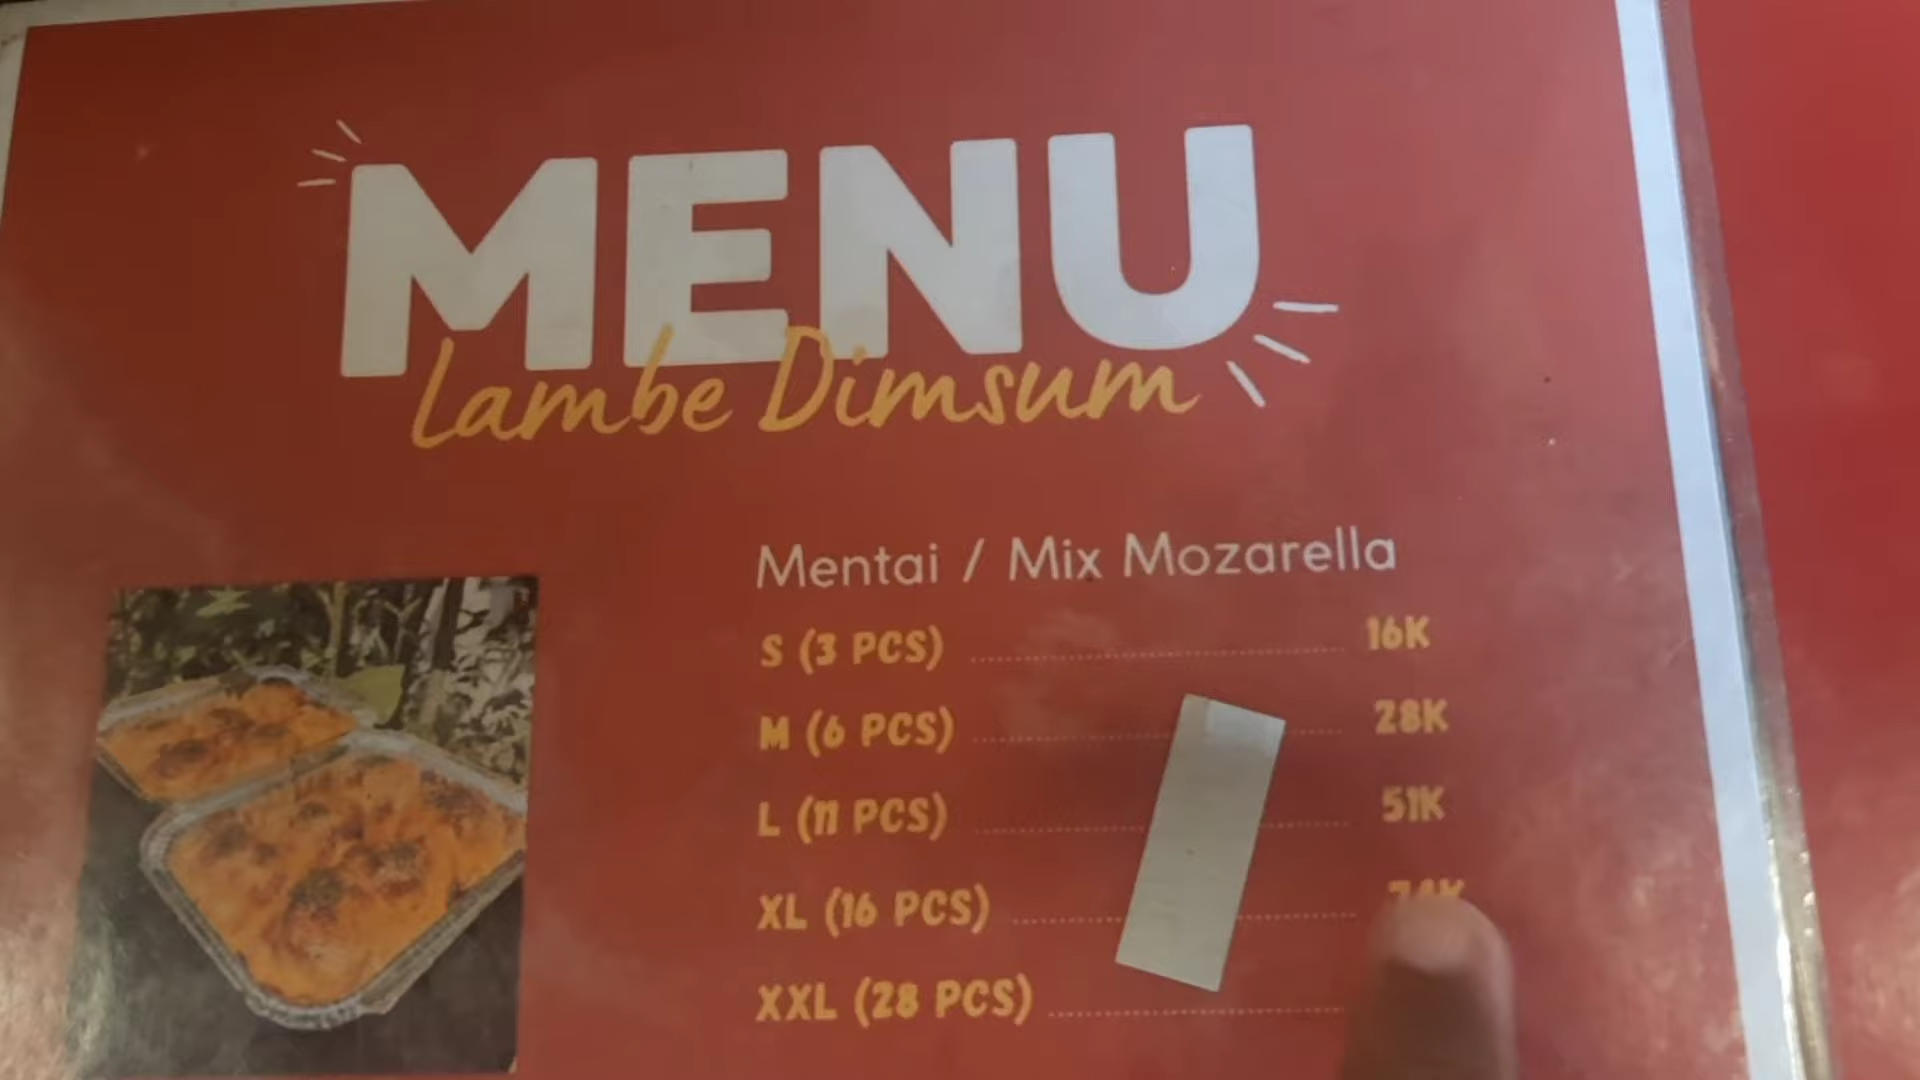 MENU
Lambe Dimsum
Mentai / Mix Mozarella
S (3 PCS) 16K
M (6 PCS) 28K
L (11 PCS) 51K
XL (16 PCS)
XXL (28 PCS)